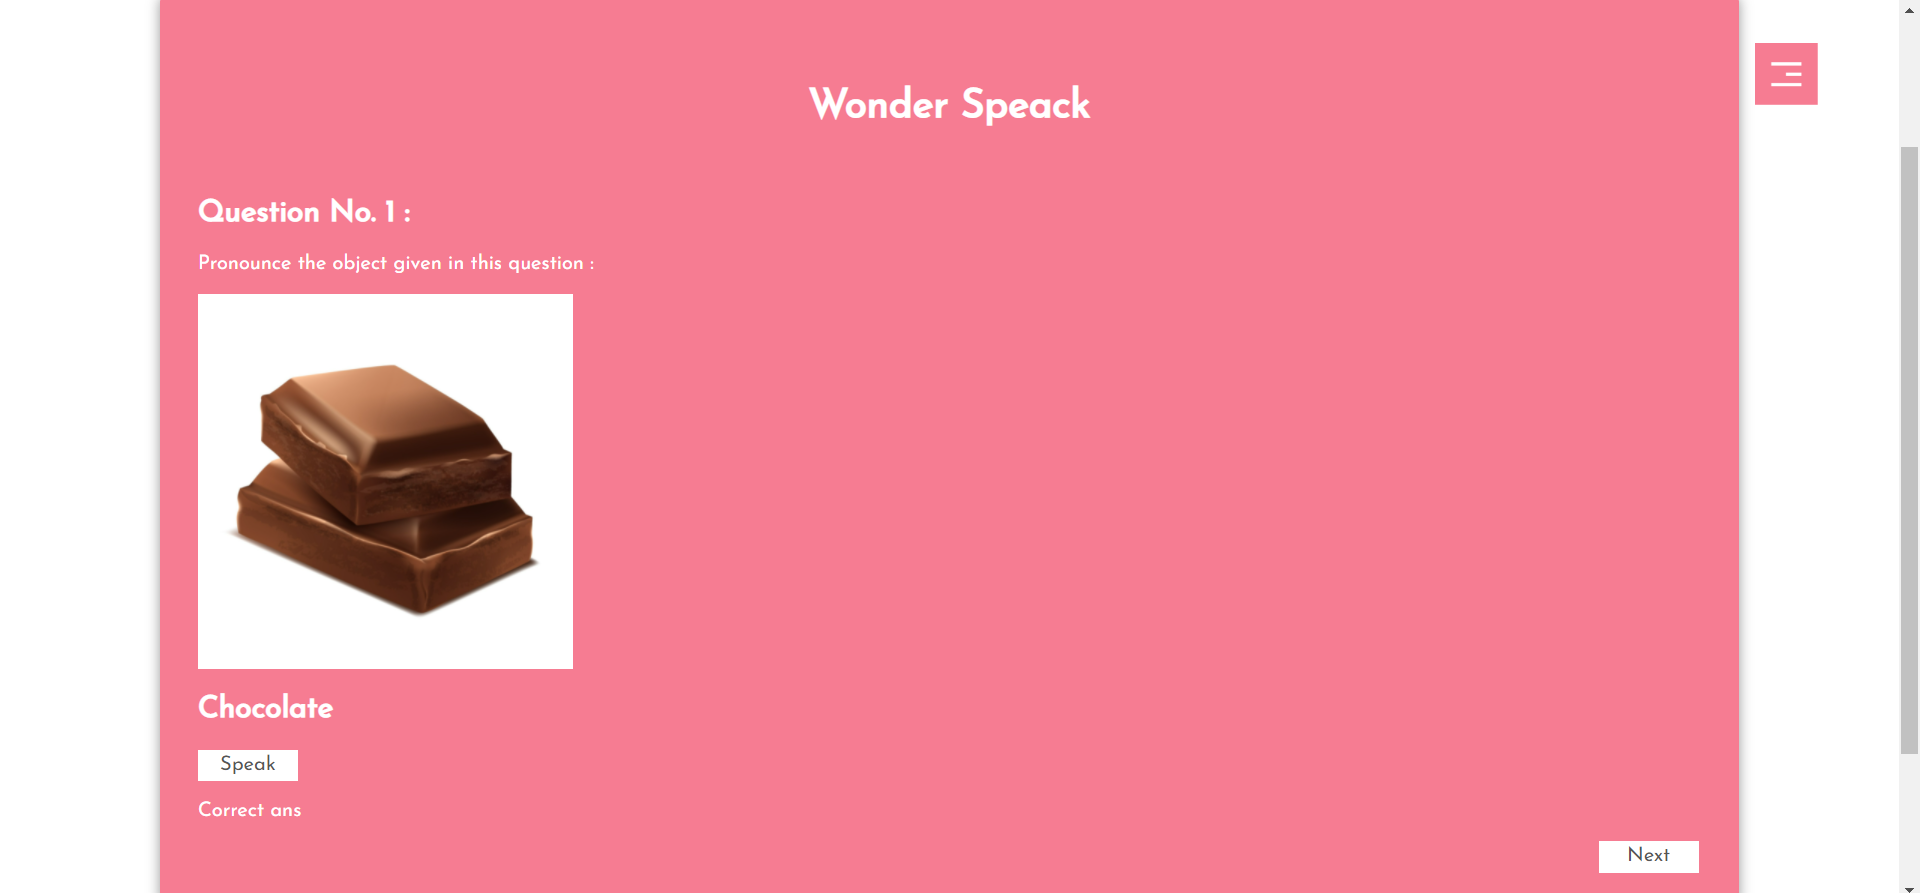 Wonder Speack
Question No. 1 :
Pronounce the object given in this question :
Chocolate
Speak
Correct ans
Next